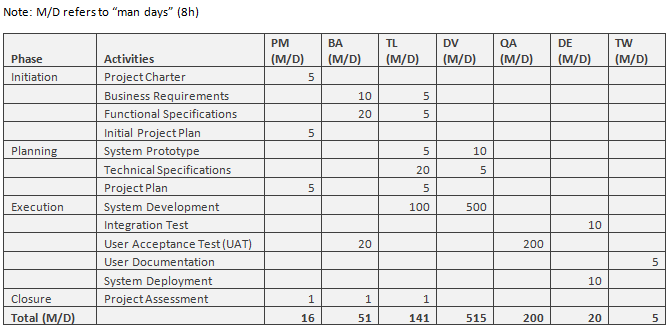 Note: M/D refers to “man days” (8h)
Phase Activities PM (M/D) BA (M/D) TL (M/D) DV (M/D) QA (M/D) DE (M/D) TW (M/D)
Initiation Project Charter 5
Business Requirements 10 5
Functional Specifications 20 5
Initial Project Plan 5
Planning System Prototype 5 10
Technical Specifications 20 5
Project Plan 5 5
Execution System Development 100 500
Integration Test 10
User Acceptance Test (UAT) 20 200
User Documentation 5
System Deployment 10
Closure Project Assessment 1 1 1
Total (M/D) 16 51 141 515 200 20 5